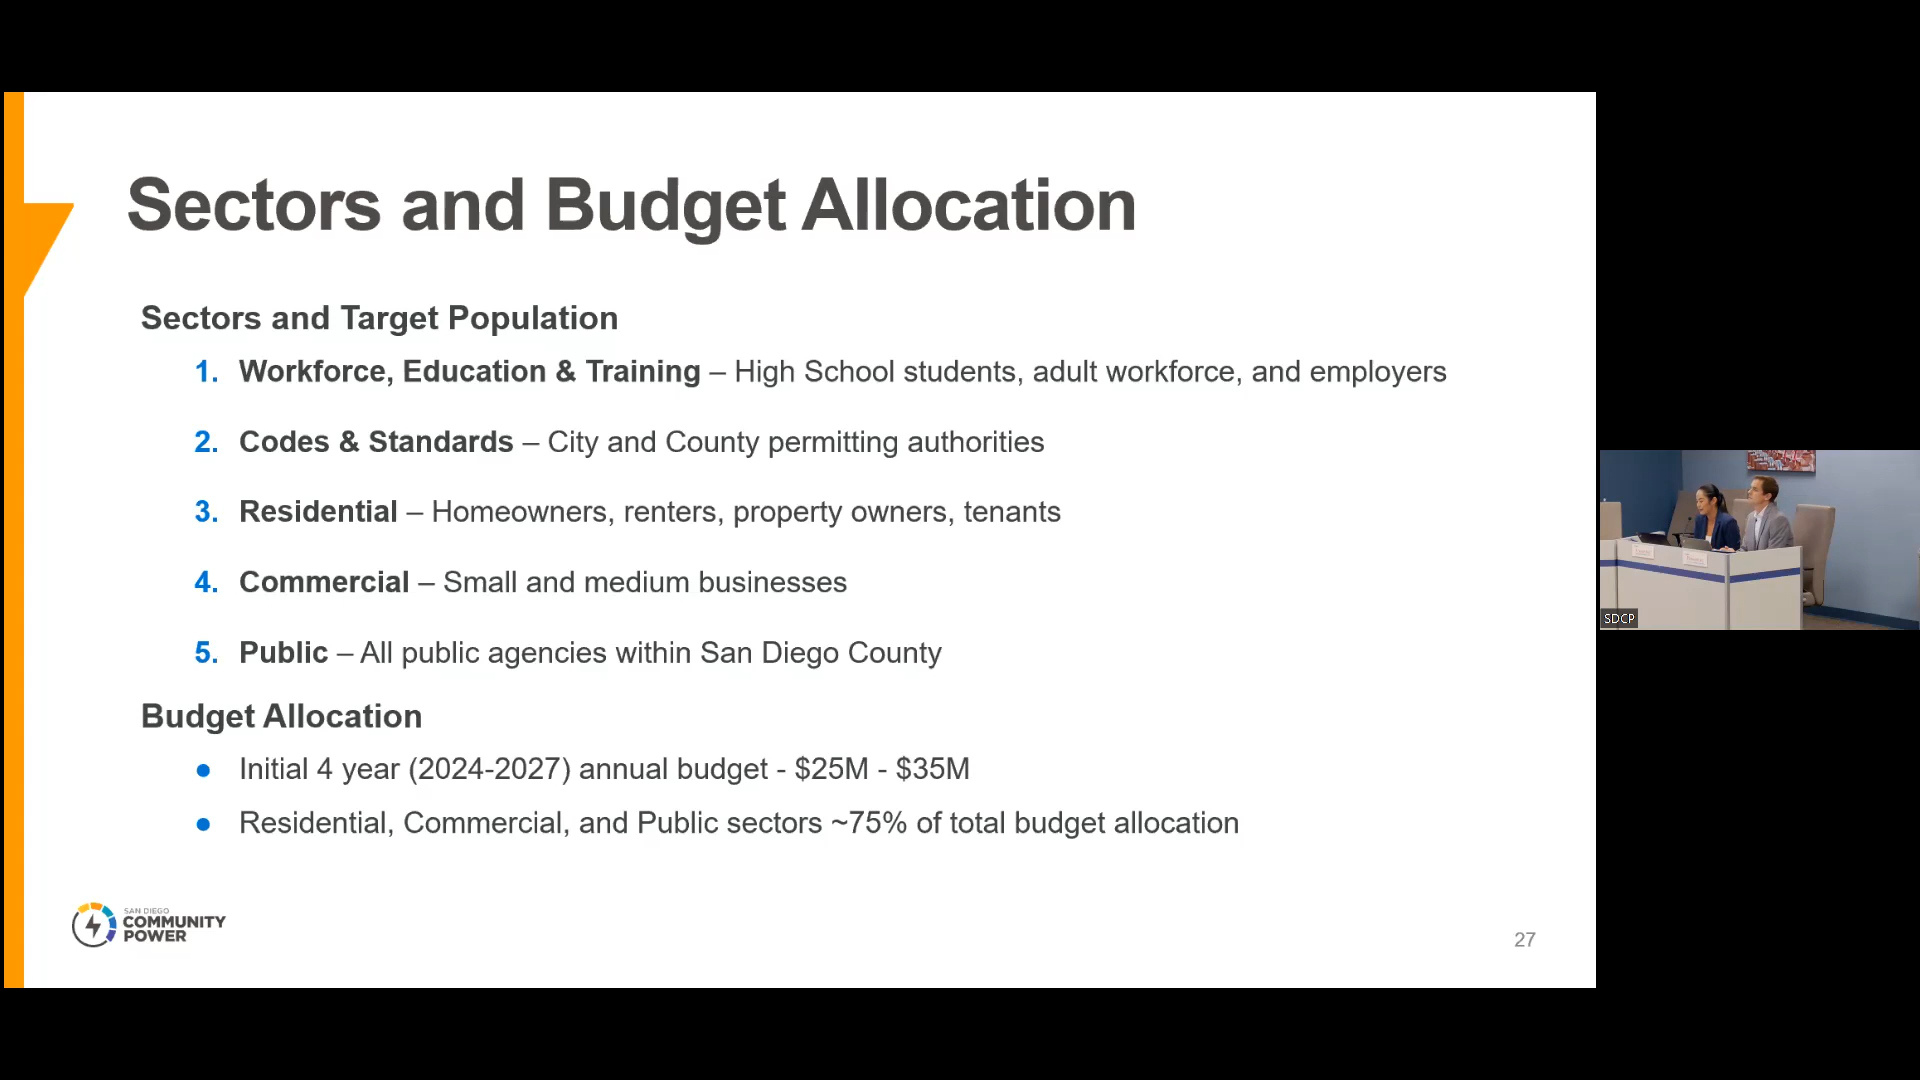 Sectors and Budget Allocation
Sectors and Target Population
1. Workforce, Education & Training – High School students, adult workforce, and employers
2. Codes & Standards – City and County permitting authorities
3. Residential – Homeowners, renters, property owners, tenants
4. Commercial – Small and medium businesses
5. Public – All public agencies within San Diego County
Budget Allocation
● Initial 4 year (2024-2027) annual budget - $25M - $35M
● Residential, Commercial, and Public sectors ~75% of total budget allocation
SAN DIEGO
COMMUNITY
POWER
27
SDCP